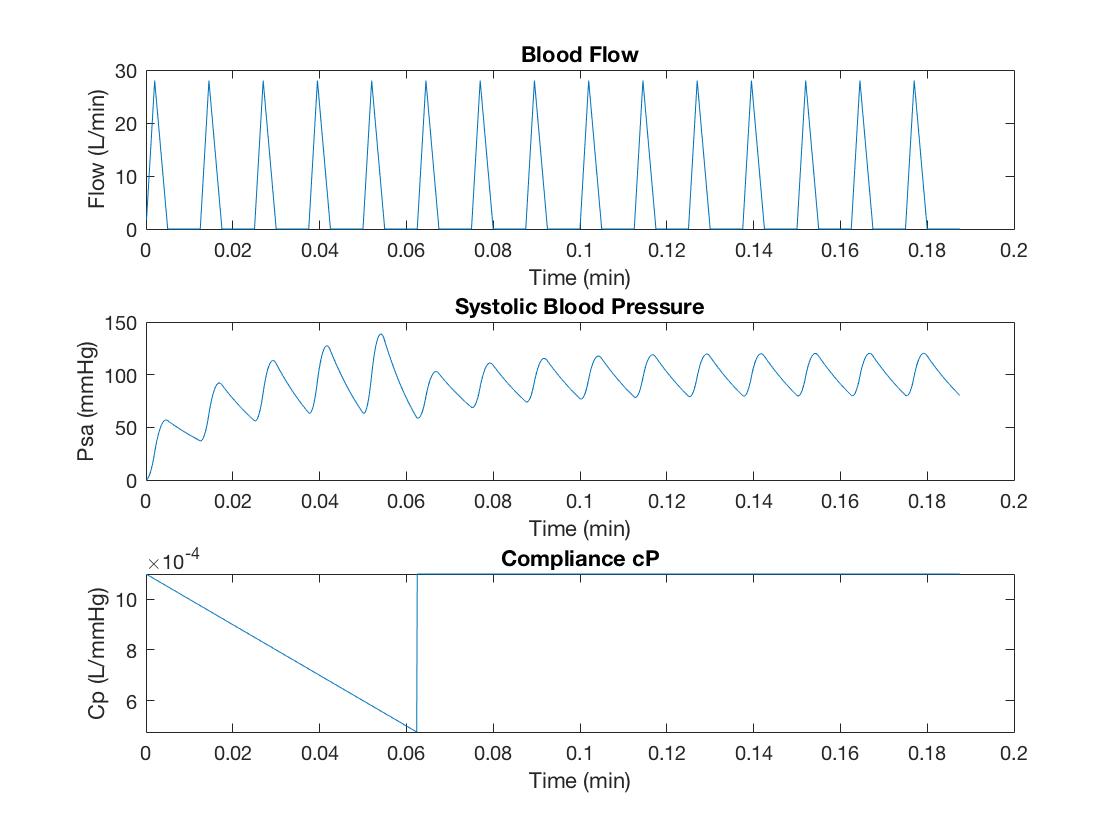 Blood Flow
30
20
10
0
Flow (L/min)
0 0.02 0.04 0.06 0.08 0.1 0.12 0.14 0.16 0.18 0.2
Time (min)
Systolic Blood Pressure
150
100
50
0
Psa (mmHg)
0 0.02 0.04 0.06 0.08 0.1 0.12 0.14 0.16 0.18 0.2
Time (min)
×10-4
Compliance cP
10
8
6
Cp (L/mmHg)
0 0.02 0.04 0.06 0.08 0.1 0.12 0.14 0.16 0.18 0.2
Time (min)